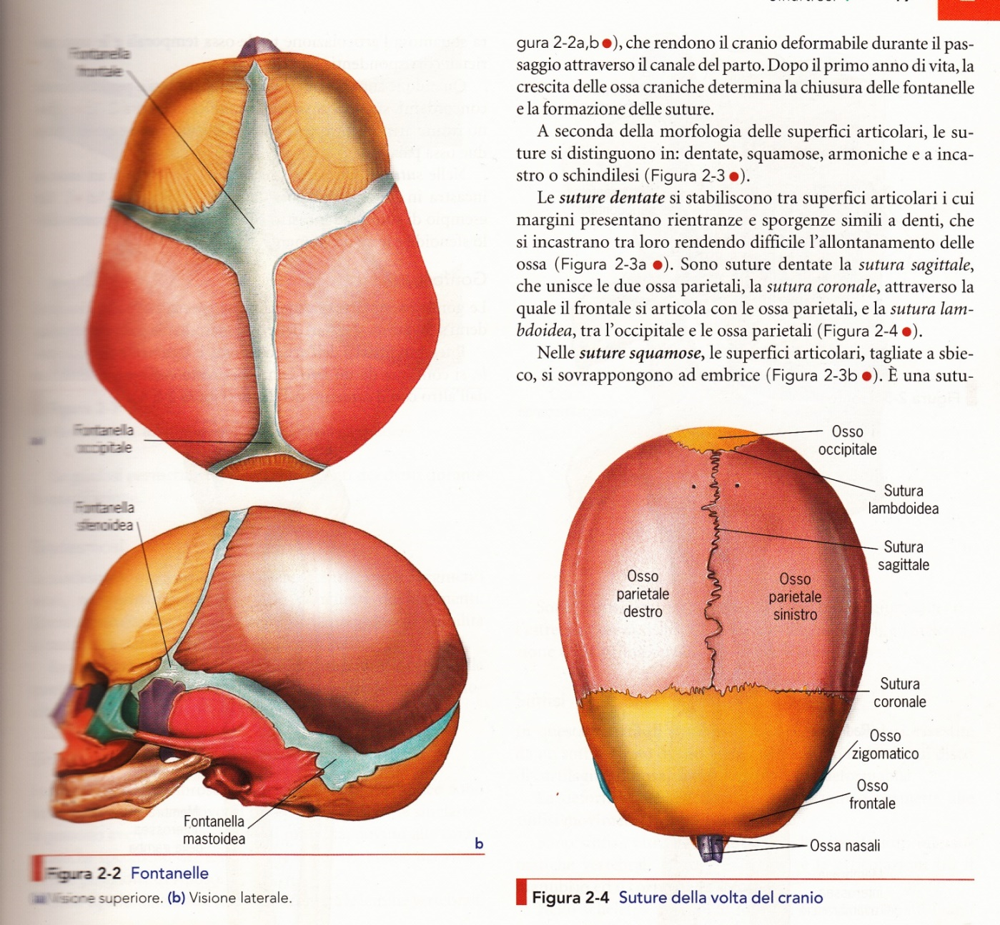 Fontanella
frontale
Fontanella
occipitale
Fontanella
sfenoidea
Fontanella
mastoidea
b
Figura 2-2 Fontanelle
Visione superiore. (b) Visione laterale.
gura 2-2a,b ●), che rendono il cranio deformabile durante il pas-
saggio attraverso il canale del parto. Dopo il primo anno di vita, la
crescita delle ossa craniche determina la chiusura delle fontanelle
e la formazione delle suture.
A seconda della morfologia delle superfici articolari, le su-
ture si distinguono in: dentate, squamose, armoniche e a inca-
stro o schindilesi (Figura 2-3 ●).
Le suture dentate si stabiliscono tra superfici articolari i cui
margini presentano rientranze e sporgenze simili a denti, che
si incastrano tra loro rendendo difficile l'allontanamento delle
ossa (Figura 2-3a ●). Sono suture dentate la sutura sagittale,
che unisce le due ossa parietali, la sutura coronale, attraverso la
quale il frontale si articola con le ossa parietali, e la sutura lam-
bdoidea, tra l'occipitale e le ossa parietali (Figura 2-4 ●).
Nelle suture squamose, le superfici articolari, tagliate a sbie-
co, si sovrappongono ad embrice (Figura 2-3b ●). È una sutu-
Osso
occipitale
Sutura
lambdoidea
Sutura
sagittale
Osso
parietale
destro
Osso
parietale
sinistro
Sutura
coronale
Osso
zigomatico
Osso
frontale
Ossa nasali
Figura 2-4 Suture della volta del cranio